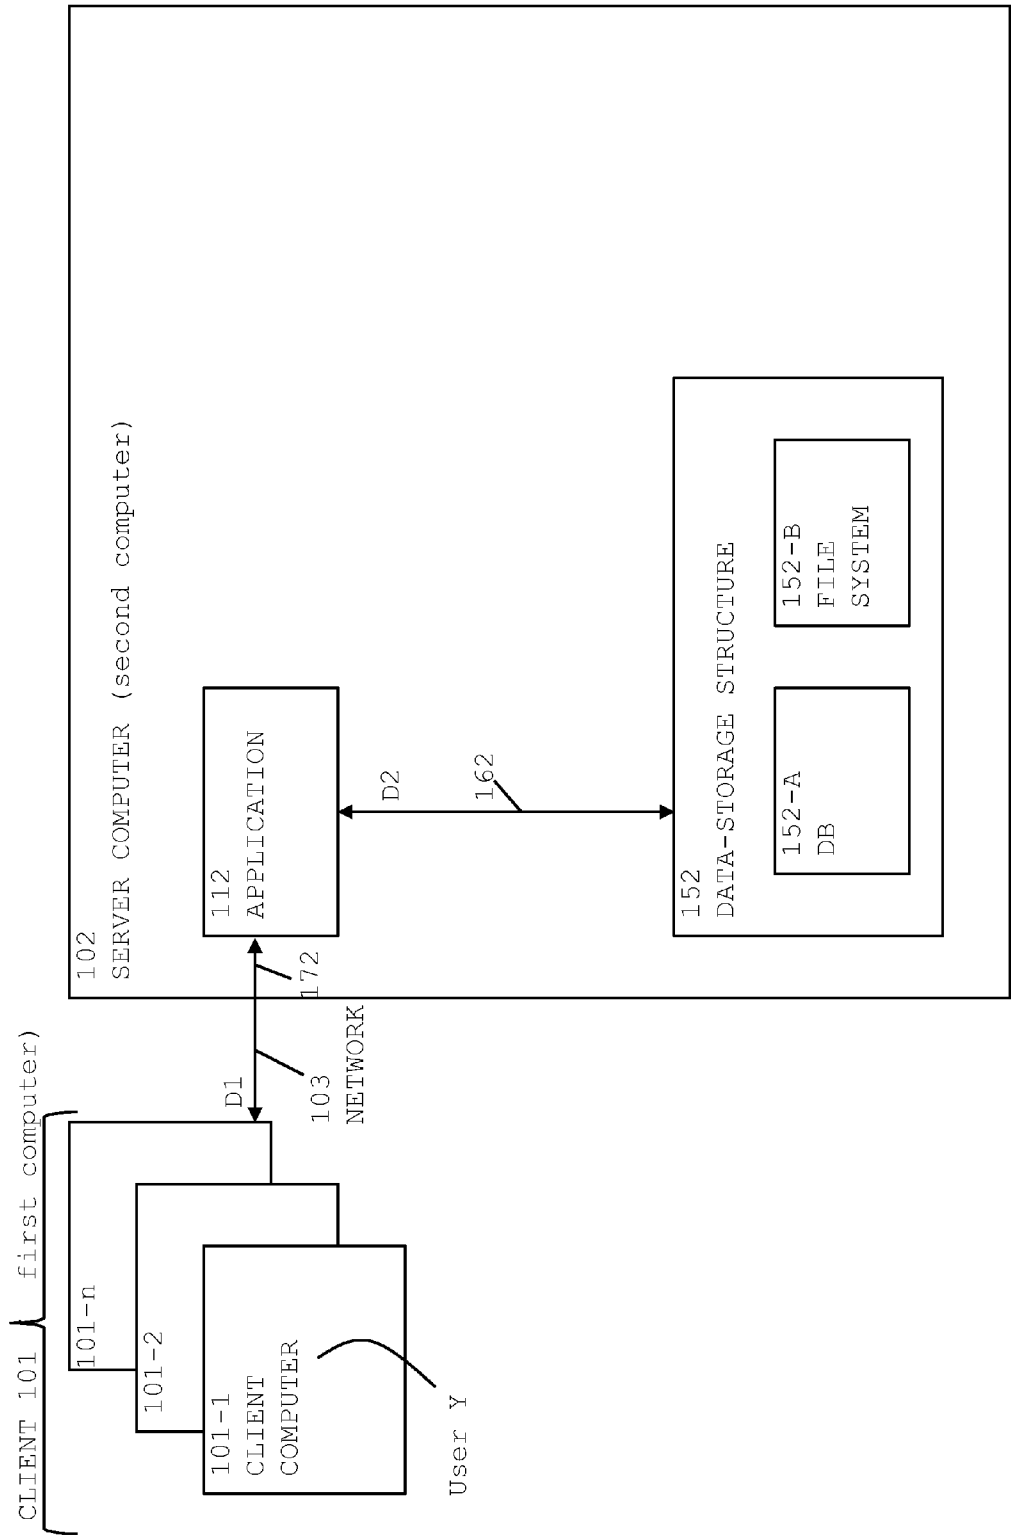 CLIENT 101 first computer)
101-n
101-2
101-1
CLIENT
COMPUTER
User Y
D1
103
NETWORK
172
102
SERVER COMPUTER (second computer)
112
APPLICATION
D2
162
152
DATA-STORAGE STRUCTURE
152-A
DB
152-B
FILE
SYSTEM